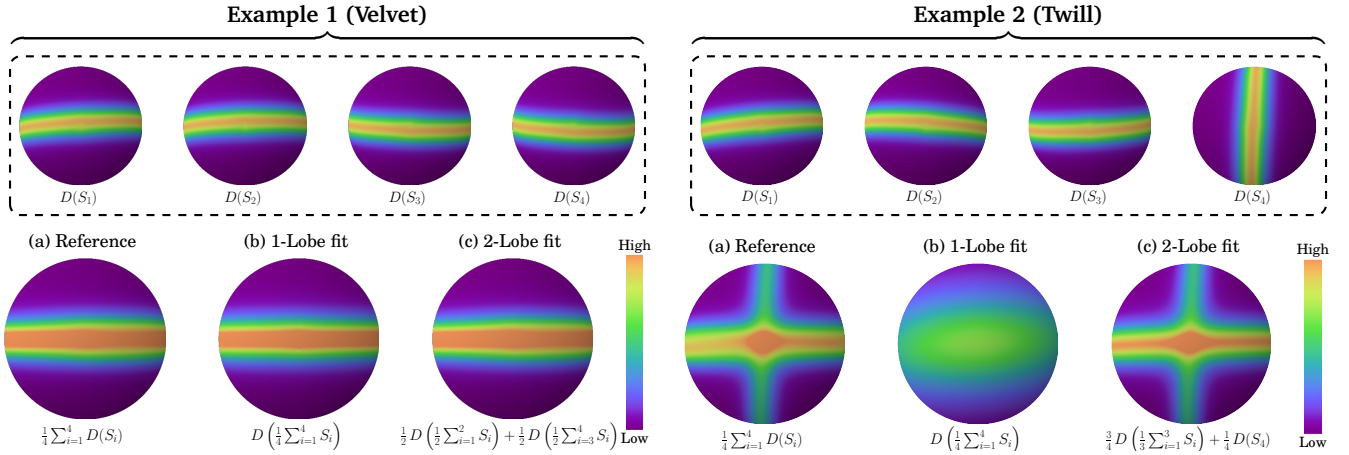 Example 1 (Velvet)
D(S₁) D(S₂) D(S₃) D(S₄)
(a) Reference (b) 1-Lobe fit (c) 2-Lobe fit High
Low
¼ ∑⁴ᵢ₌₁ D(Sᵢ) D(¼ ∑⁴ᵢ₌₁ Sᵢ) ½ D(½ ∑²ᵢ₌₁ Sᵢ) + ½ D(½ ∑⁴ᵢ₌₃ Sᵢ)
Example 2 (Twill)
D(S₁) D(S₂) D(S₃) D(S₄)
(a) Reference (b) 1-Lobe fit (c) 2-Lobe fit High
Low
¼ ∑⁴ᵢ₌₁ D(Sᵢ) D(¼ ∑⁴ᵢ₌₁ Sᵢ) ¾ D(⅓ ∑³ᵢ₌₁ Sᵢ) + ¼ D(S₄)